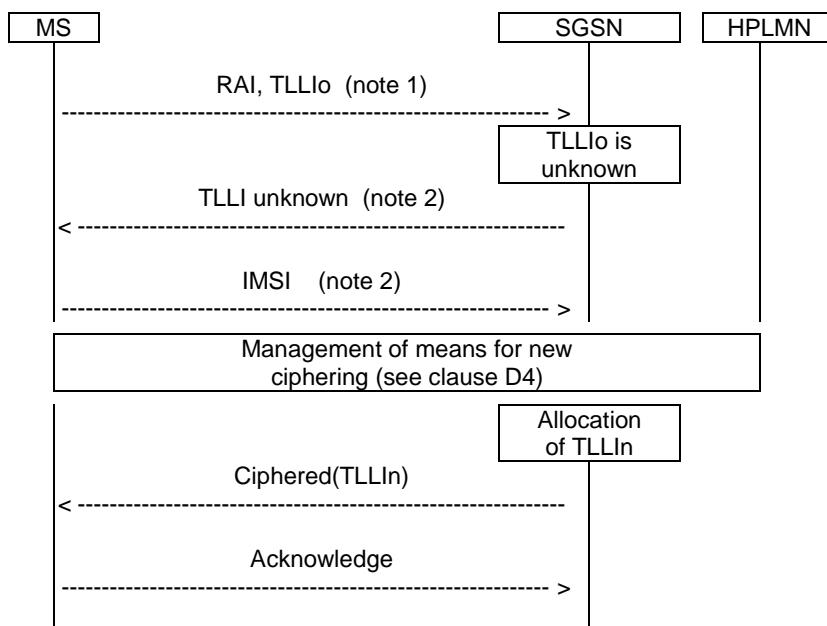 MS SGSN HPLMN
RAI, TLLIo (note 1)
TLLIo is
unknown
TLLI unknown (note 2)
IMSI (note 2)
Management of means for new
ciphering (see clause D4)
Allocation
of TLLIn
Ciphered(TLLIn)
Acknowledge